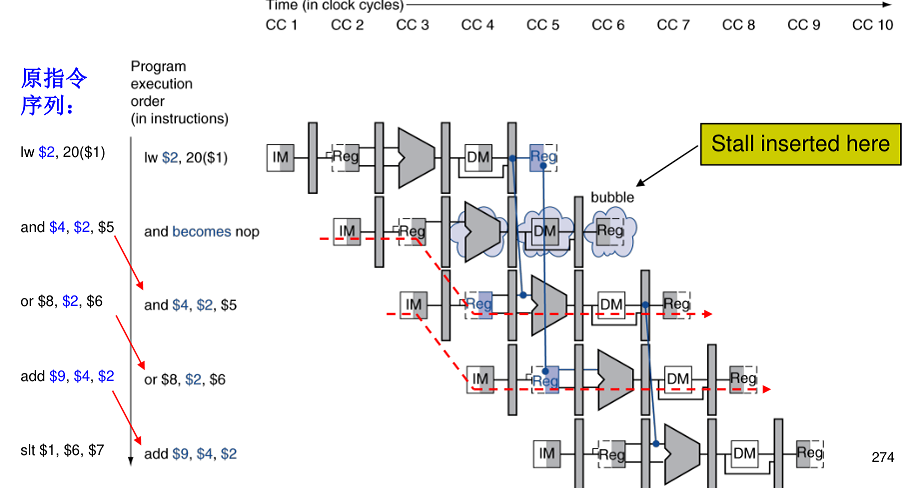 Time (in clock cycles)
CC 1 CC 2 CC 3 CC 4 CC 5 CC 6 CC 7 CC 8 CC 9 CC 10
原指令
序列:
Program
execution
order
(in instructions)
Stall inserted here
lw $2, 20($1)
lw $2, 20($1)
IM Reg DM Reg
bubble
and $4, $2, $5
and becomes nop
IM Reg DM Reg
or $8, $2, $6
and $4, $2, $5
IM Reg DM Reg
add $9, $4, $2
or $8, $2, $6
IM Reg DM Reg
slt $1, $6, $7
add $9, $4, $2
IM Reg DM Reg
274